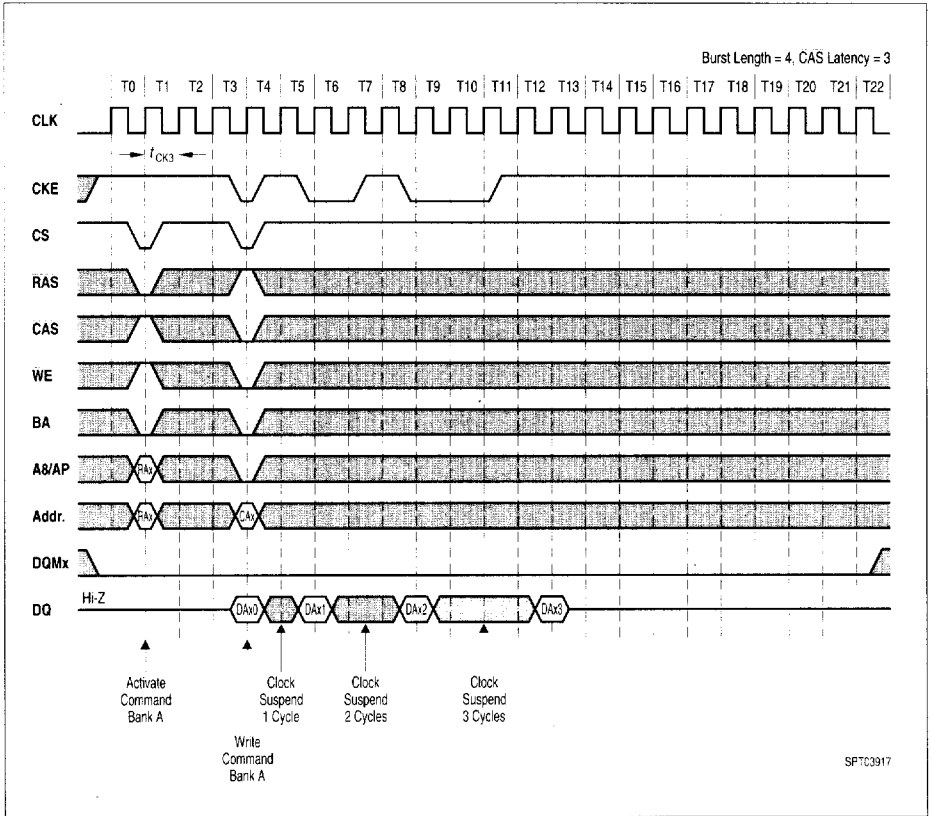 Burst Length = 4, CAS Latency = 3
T0 T1 T2 T3 T4 T5 T6 T7 T8 T9 T10 T11 T12 T13 T14 T15 T16 T17 T18 T19 T20 T21 T22
CLK
t CK3
CKE
CS
RAS
CAS
WE
BA
A8/AP RAx
Addr. RAx CAx
DQMx
DQ Hi-Z DAx0 DAx1 DAx2 DAx3
Activate Command Bank A
Write Command Bank A
Clock Suspend 1 Cycle
Clock Suspend 2 Cycles
Clock Suspend 3 Cycles
SPT03917